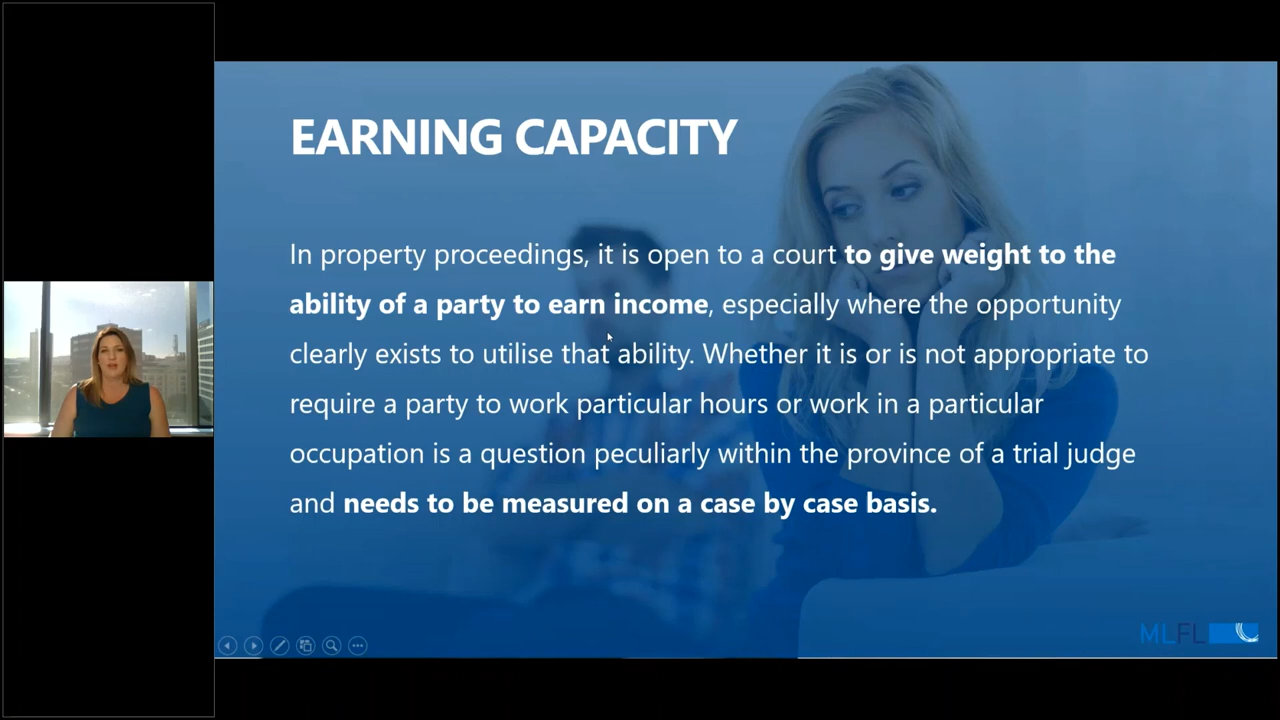 EARNING CAPACITY
In property proceedings, it is open to a court to give weight to the
ability of a party to earn income, especially where the opportunity
clearly exists to utilise that ability. Whether it is or is not appropriate to
require a party to work particular hours or work in a particular
occupation is a question peculiarly within the province of a trial judge
and needs to be measured on a case by case basis.
MLFL